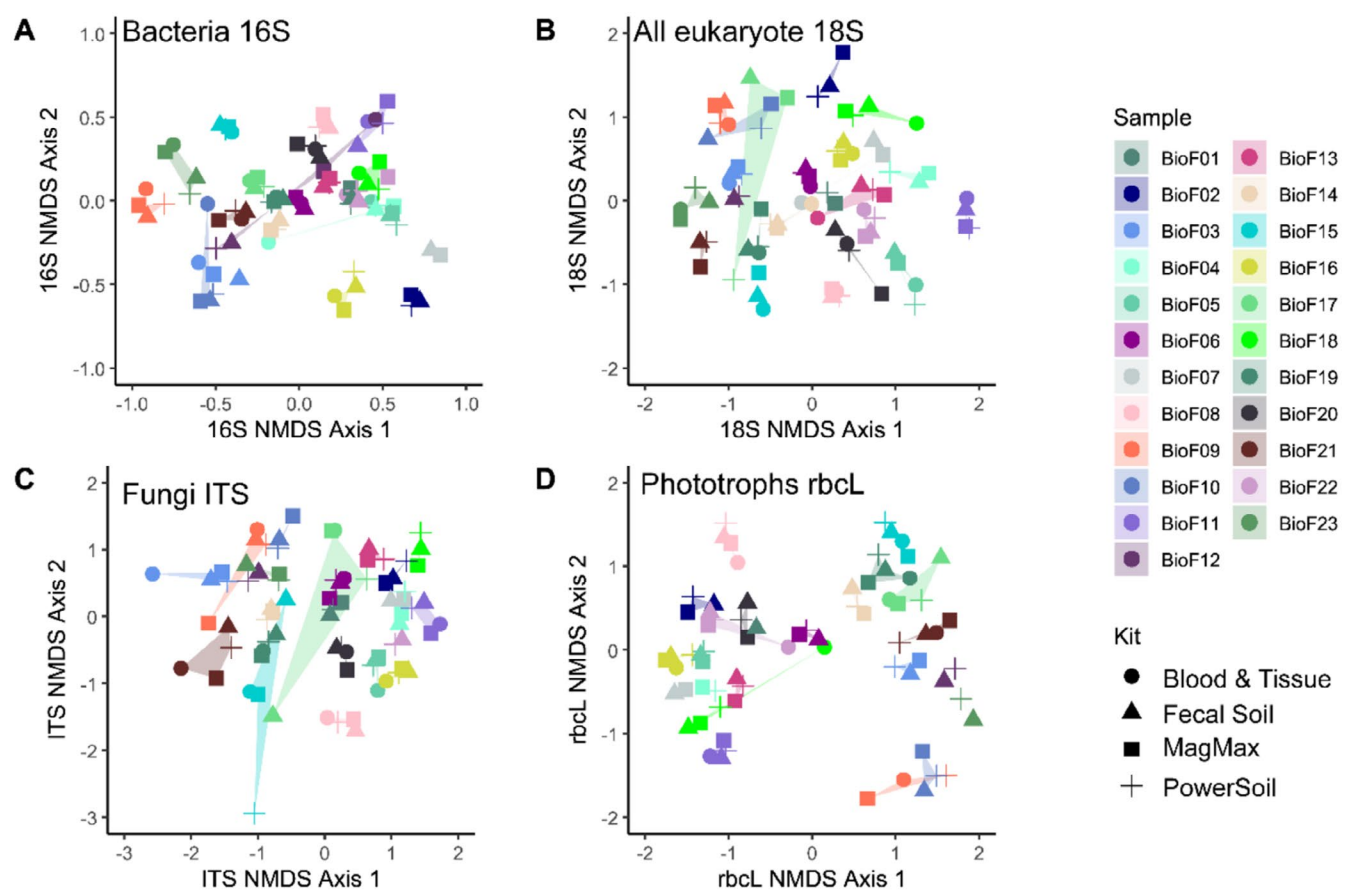 A Bacteria 16S
1.0
0.5
0.0
-0.5
-1.0
16S NMDS Axis 2
-1.0 -0.5 0.0 0.5 1.0
16S NMDS Axis 1
B All eukaryote 18S
2
1
0
-1
-2
18S NMDS Axis 2
-2 -1 0 1 2
18S NMDS Axis 1
C Fungi ITS
2
1
0
-1
-2
-3
ITS NMDS Axis 2
-3 -2 -1 0 1 2
ITS NMDS Axis 1
D Phototrophs rbcL
2
1
0
-1
-2
rbcL NMDS Axis 2
-2 -1 0 1 2
rbcL NMDS Axis 1
Sample
BioF01 BioF13
BioF02 BioF14
BioF03 BioF15
BioF04 BioF16
BioF05 BioF17
BioF06 BioF18
BioF07 BioF19
BioF08 BioF20
BioF09 BioF21
BioF10 BioF22
BioF11 BioF23
BioF12
Kit
Blood & Tissue
Fecal Soil
MagMax
PowerSoil